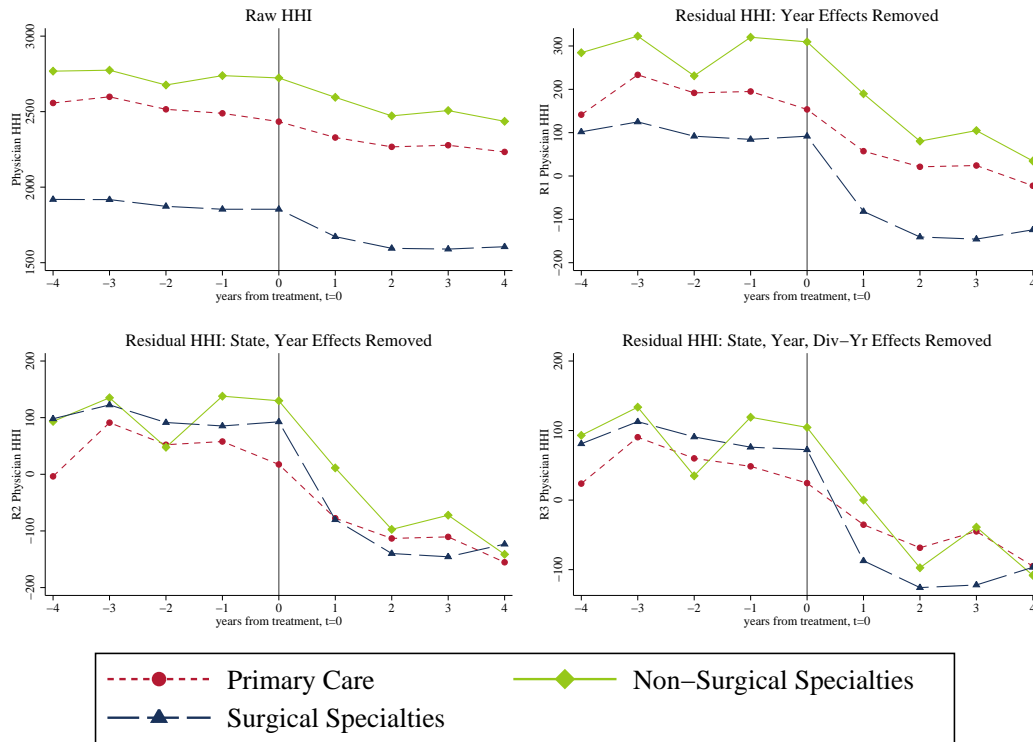 Raw HHI
Physician HHI
3000
2500
2000
1500
−4 −3 −2 −1 0 1 2 3 4
years from treatment, t=0
Residual HHI: Year Effects Removed
R1 Physician HHI
300
200
100
0
−100
−200
−4 −3 −2 −1 0 1 2 3 4
years from treatment, t=0
Residual HHI: State, Year Effects Removed
R2 Physician HHI
200
100
0
−100
−200
−4 −3 −2 −1 0 1 2 3 4
years from treatment, t=0
Residual HHI: State, Year, Div−Yr Effects Removed
R3 Physician HHI
200
100
0
−100
−4 −3 −2 −1 0 1 2 3 4
years from treatment, t=0
Primary Care
Non−Surgical Specialties
Surgical Specialties